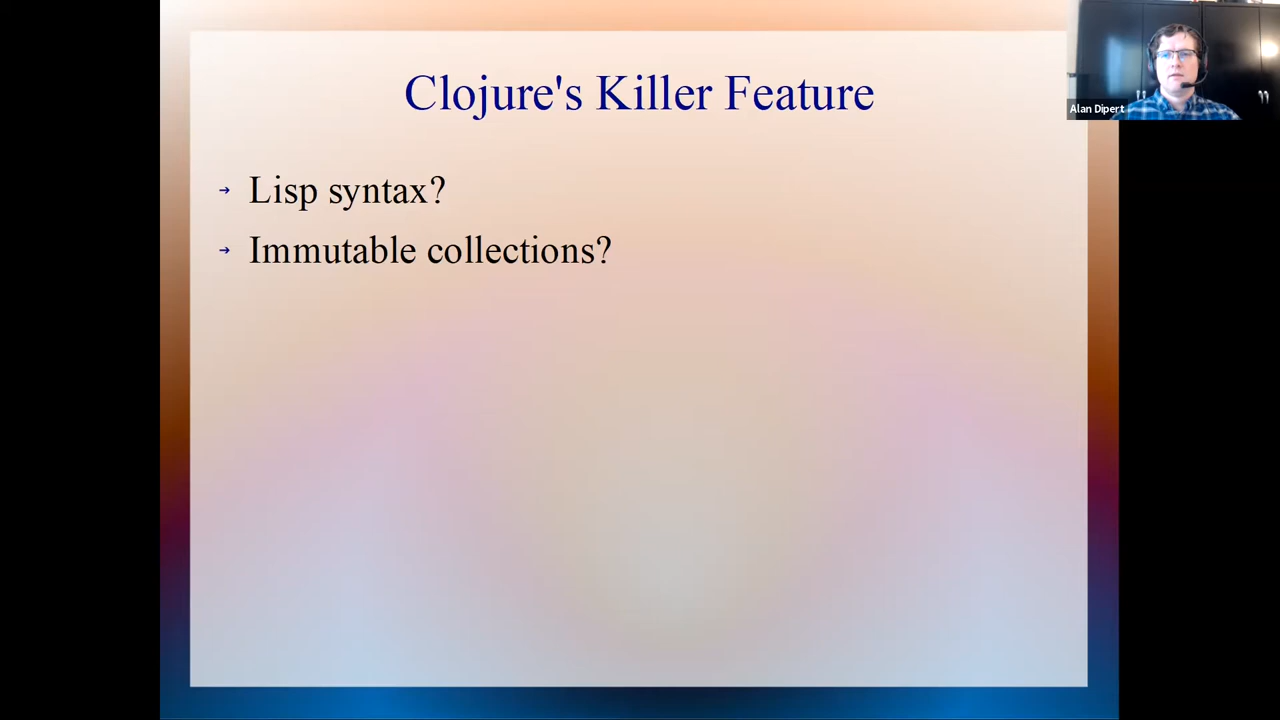 Clojure's Killer Feature
Alan Dipert
→ Lisp syntax?
→ Immutable collections?